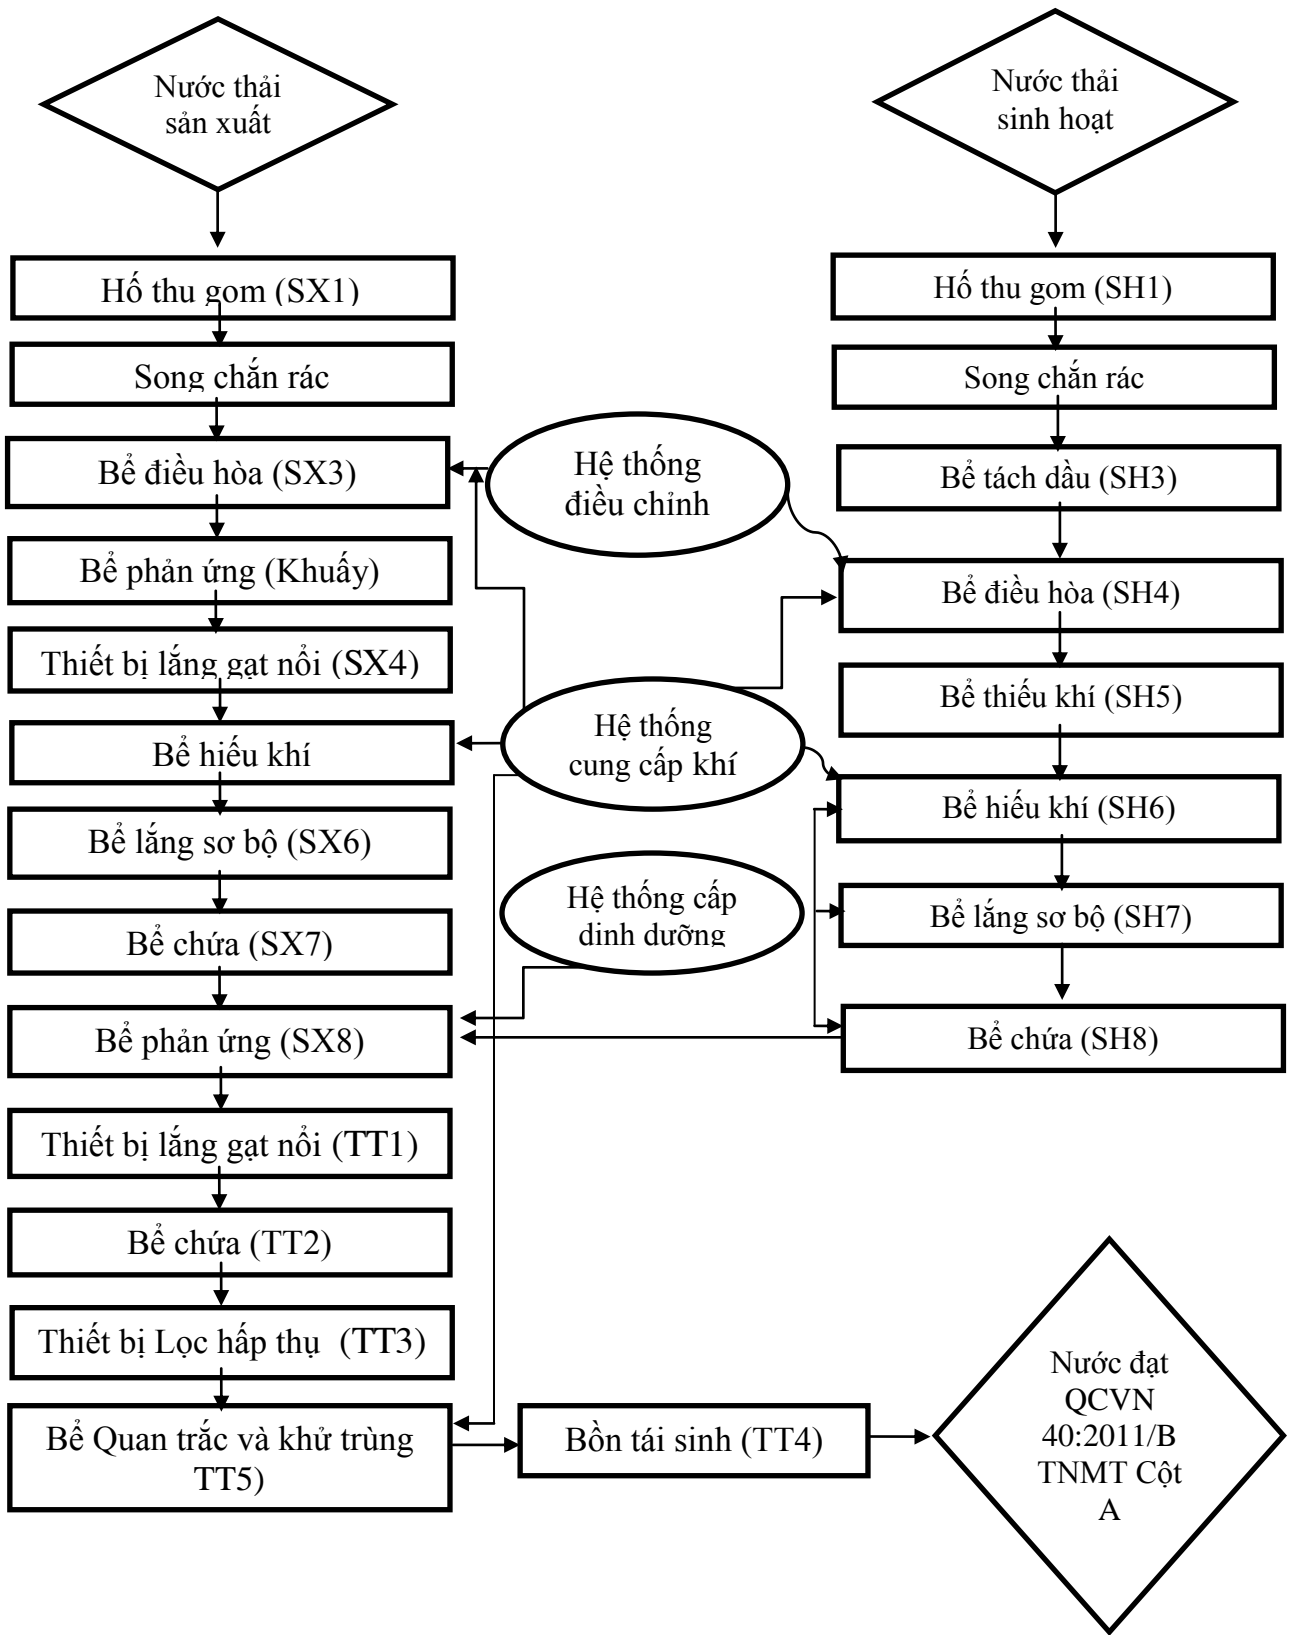 Nước thải
sản xuất
Hố thu gom (SX1)
Song chắn rác
Bể điều hòa (SX3)
Bể phản ứng (Khuấy)
Thiết bị lắng gạt nổi (SX4)
Bể hiếu khí
Bể lắng sơ bộ (SX6)
Bể chứa (SX7)
Bể phản ứng (SX8)
Thiết bị lắng gạt nổi (TT1)
Bể chứa (TT2)
Thiết bị Lọc hấp thụ (TT3)
Bể Quan trắc và khử trùng
TT5)
Hệ thống
điều chỉnh
Hệ thống
cung cấp khí
Hệ thống cấp
dinh dưỡng
Bồn tái sinh (TT4)
Nước thải
sinh hoạt
Hố thu gom (SH1)
Song chắn rác
Bể tách dầu (SH3)
Bể điều hòa (SH4)
Bể thiếu khí (SH5)
Bể hiếu khí (SH6)
Bể lắng sơ bộ (SH7)
Bể chứa (SH8)
Nước đạt
QCVN
40:2011/B
TNMT Cột
A